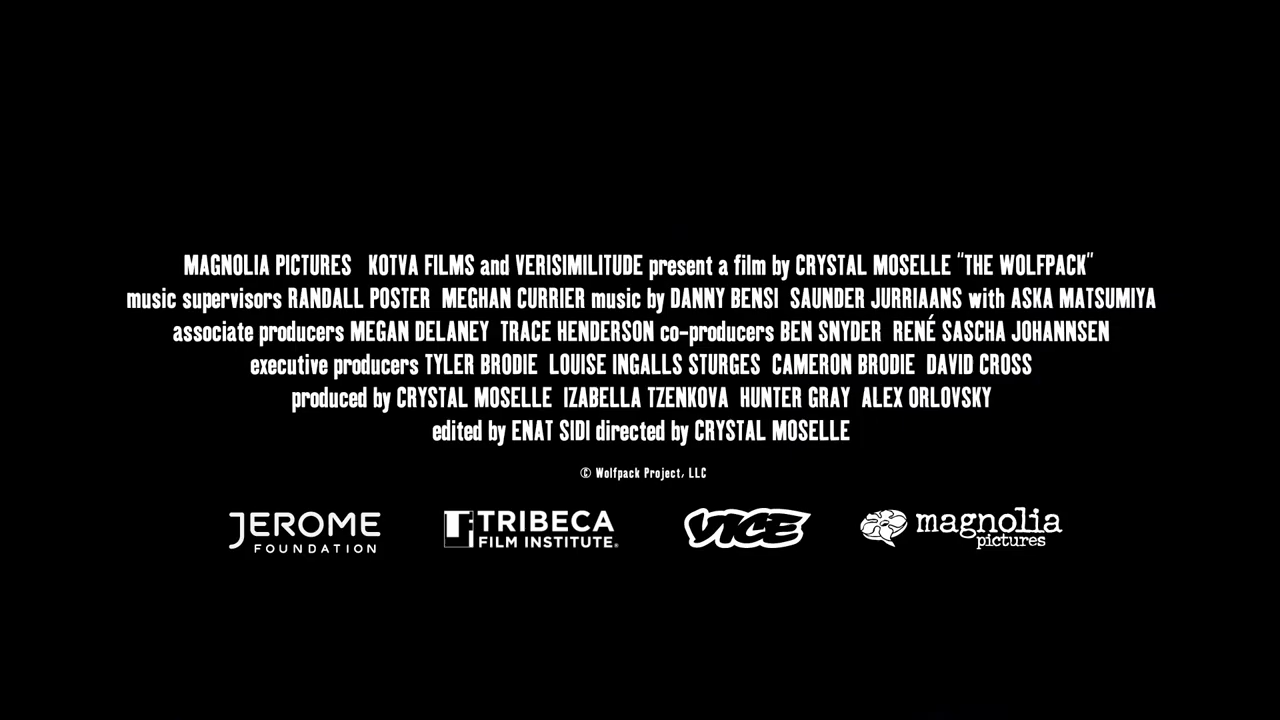 MAGNOLIA PICTURES KOTVA FILMS and VERISIMILITUDE present a film by CRYSTAL MOSELLE "THE WOLFPACK"
music supervisors RANDALL POSTER MEGHAN CURRIER music by DANNY BENSI SAUNDER JURRIAANS with ASKA MATSUMIYA
associate producers MEGAN DELANEY TRACE HENDERSON co-producers BEN SNYDER RENÉ SASCHA JOHANNSEN
executive producers TYLER BRODIE LOUISE INGALLS STURGES CAMERON BRODIE DAVID CROSS
produced by CRYSTAL MOSELLE IZABELLA TZENKOVA HUNTER GRAY ALEX ORLOVSKY
edited by ENAT SIDI directed by CRYSTAL MOSELLE
© Wolfpack Project, LLC
JEROME
FOUNDATION
TRIBECA
FILM INSTITUTE®
VICE
magnolia
pictures